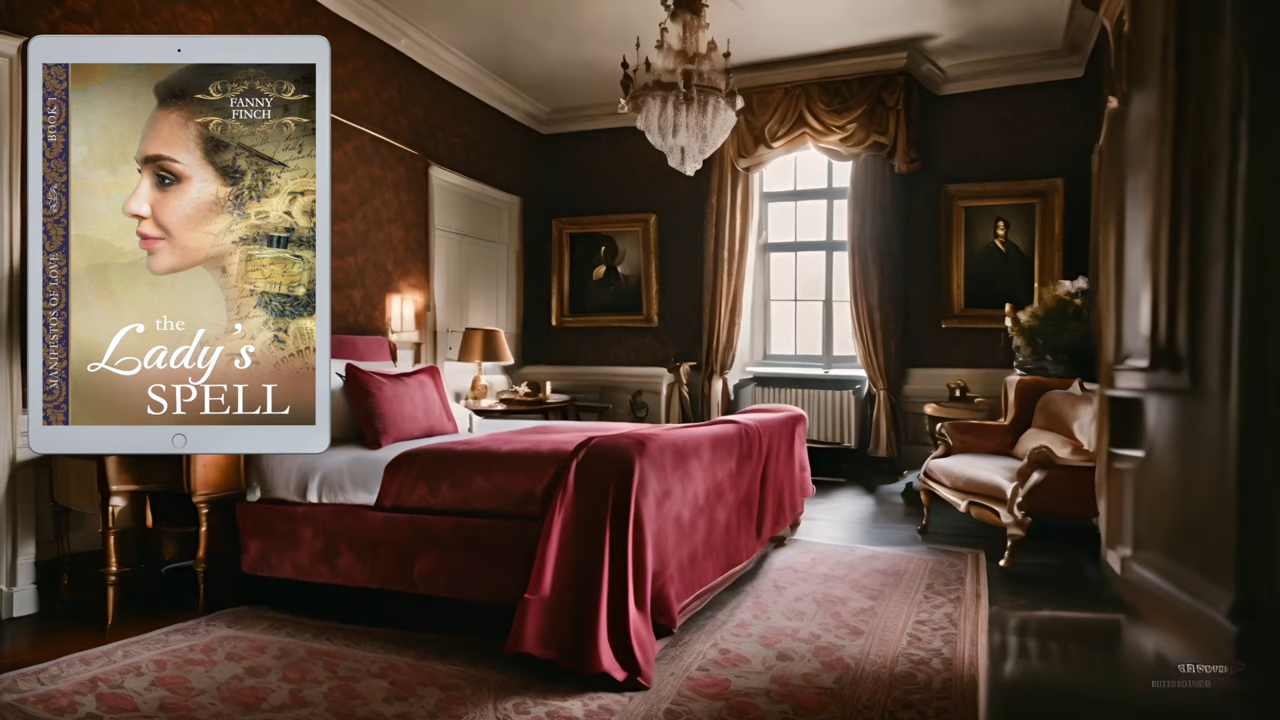 FANNY
FINCH
MANIFESTOS OF LOVE
BOOK 1
the
Lady's
SPELL